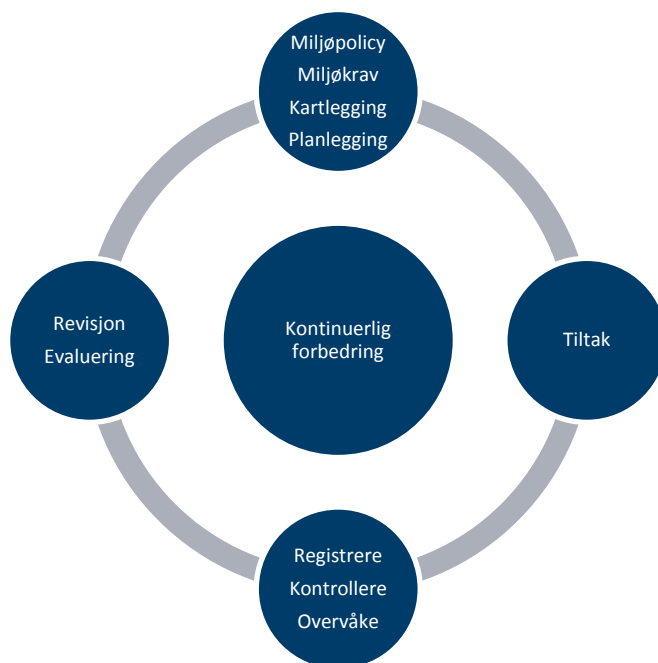 Miljøpolicy
Miljøkrav
Kartlegging
Planlegging
Revisjon
Evaluering
Kontinuerlig
forbedring
Tiltak
Registrere
Kontrollere
Overvåke